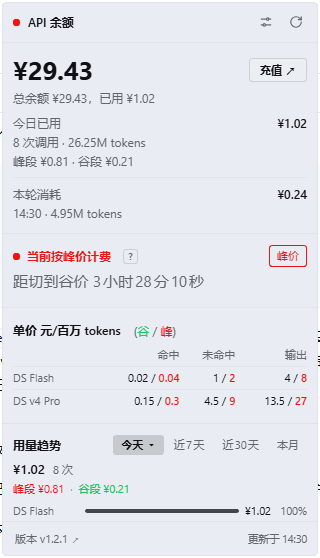 API 余额
¥29.43
充值 ↗
总余额 ¥29.43，已用 ¥1.02
今日已用 ¥1.02
8 次调用 · 26.25M tokens
峰段 ¥0.81 · 谷段 ¥0.21
本轮消耗 ¥0.24
14:30 · 4.95M tokens
当前按峰价计费 ? 峰价
距切到谷价 3小时28分10秒
单价 元/百万 tokens (谷 / 峰)
命中 未命中 输出
DS Flash 0.02 / 0.04 1 / 2 4 / 8
DS v4 Pro 0.15 / 0.3 4.5 / 9 13.5 / 27
用量趋势 今天 近7天 近30天 本月
¥1.02 8 次
峰段 ¥0.81 · 谷段 ¥0.21
DS Flash ¥1.02 100%
版本 v1.2.1 ↗ 更新于 14:30